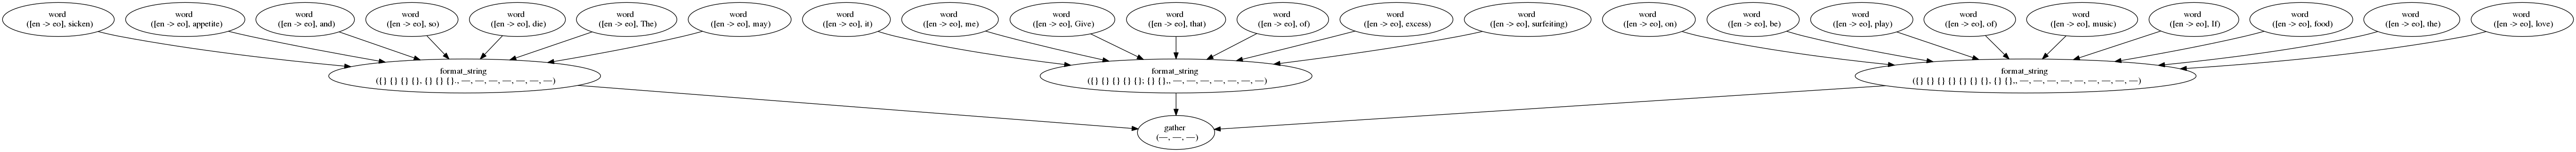 word
([en -> eo], sicken)
word
([en -> eo], appetite)
word
([en -> eo], and)
word
([en -> eo], so)
word
([en -> eo], die)
word
([en -> eo], The)
word
([en -> eo], may)
word
([en -> eo], it)
word
([en -> eo], me)
word
([en -> eo], Give)
word
([en -> eo], that)
word
([en -> eo], of)
word
([en -> eo], excess)
word
([en -> eo], surfeiting)
word
([en -> eo], on)
word
([en -> eo], be)
word
([en -> eo], play)
word
([en -> eo], of)
word
([en -> eo], music)
word
([en -> eo], If)
word
([en -> eo], food)
word
([en -> eo], the)
word
([en -> eo], love)
format_string
({} {} {} {}, {} {} {}., —, —, —, —, —, —, —)
format_string
({} {} {} {} {}; {} {},, —, —, —, —, —, —, —)
format_string
({} {} {} {} {} {} {}, {} {},, —, —, —, —, —, —, —, —, —)
gather
(—, —, —)